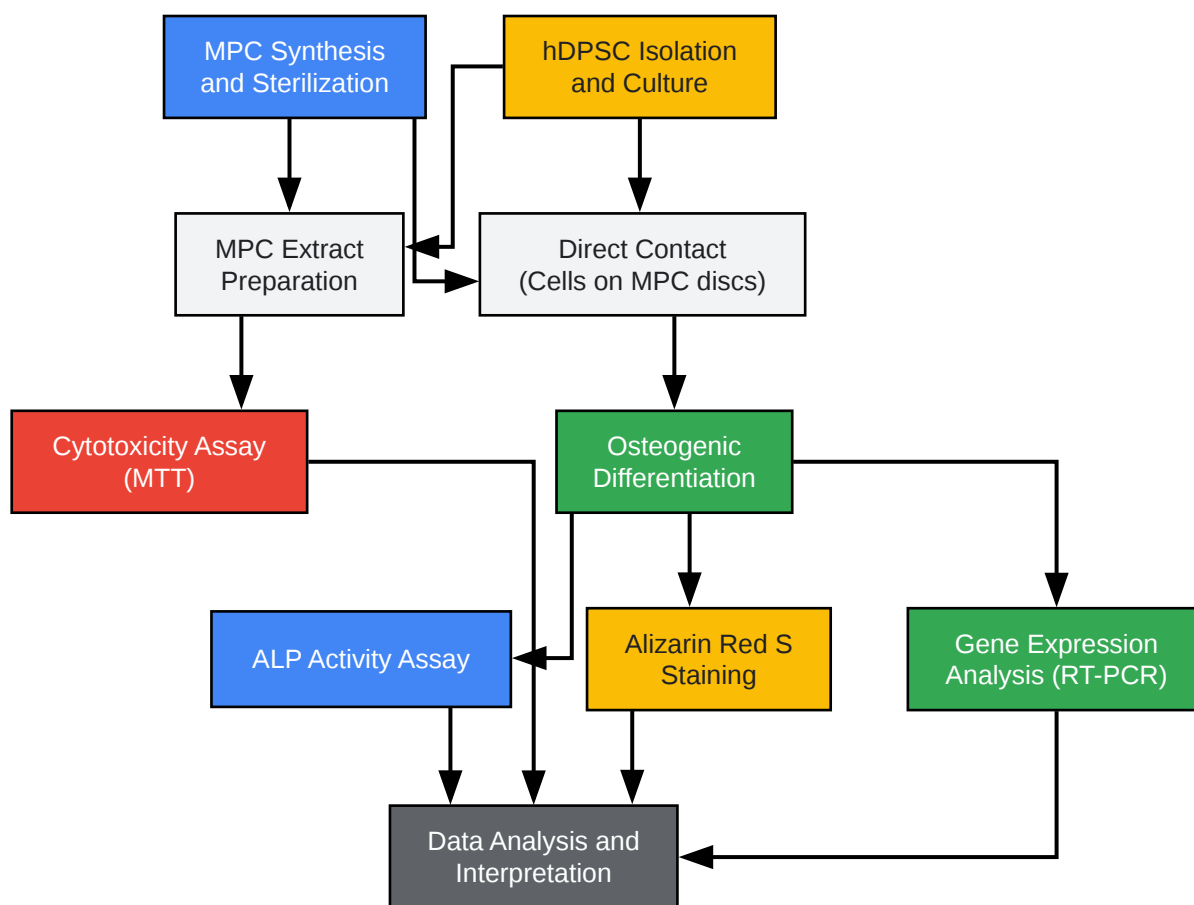 MPC Synthesis
and Sterilization
hDPSC Isolation
and Culture
MPC Extract
Preparation
Direct Contact
(Cells on MPC discs)
Cytotoxicity Assay
(MTT)
Osteogenic
Differentiation
ALP Activity Assay
Alizarin Red S
Staining
Gene Expression
Analysis (RT-PCR)
Data Analysis and
Interpretation